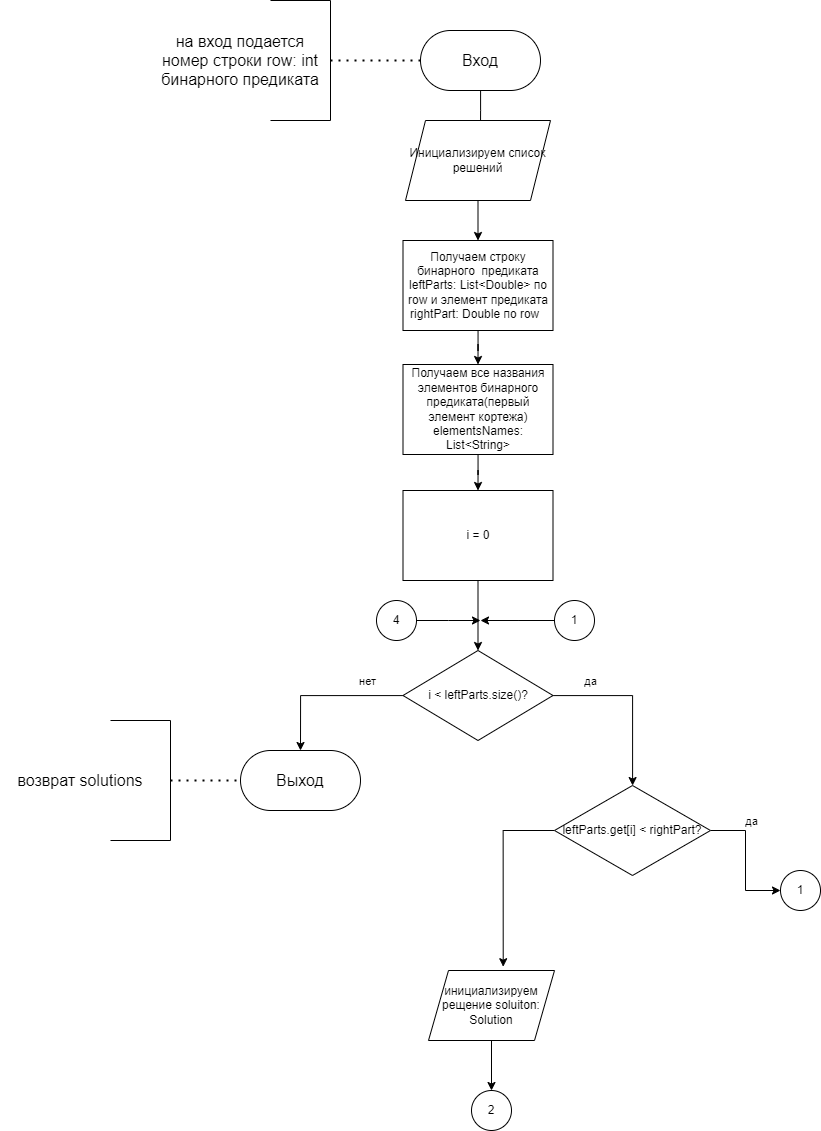 на вход подается
номер строки row: int
бинарного предиката
Вход
Инициализируем список
решений
Получаем строку
бинарного предиката
leftParts: List<Double> по
row и элемент предиката
rightPart: Double по row
Получаем все названия
элементов бинарного
предиката(первый
элемент кортежа)
elementsNames:
List<String>
i = 0
4
1
i < leftParts.size()?
нет
да
возврат solutions
Выход
leftParts.get[i] < rightPart?
да
1
инициализируем
рещение soluiton:
Solution
2